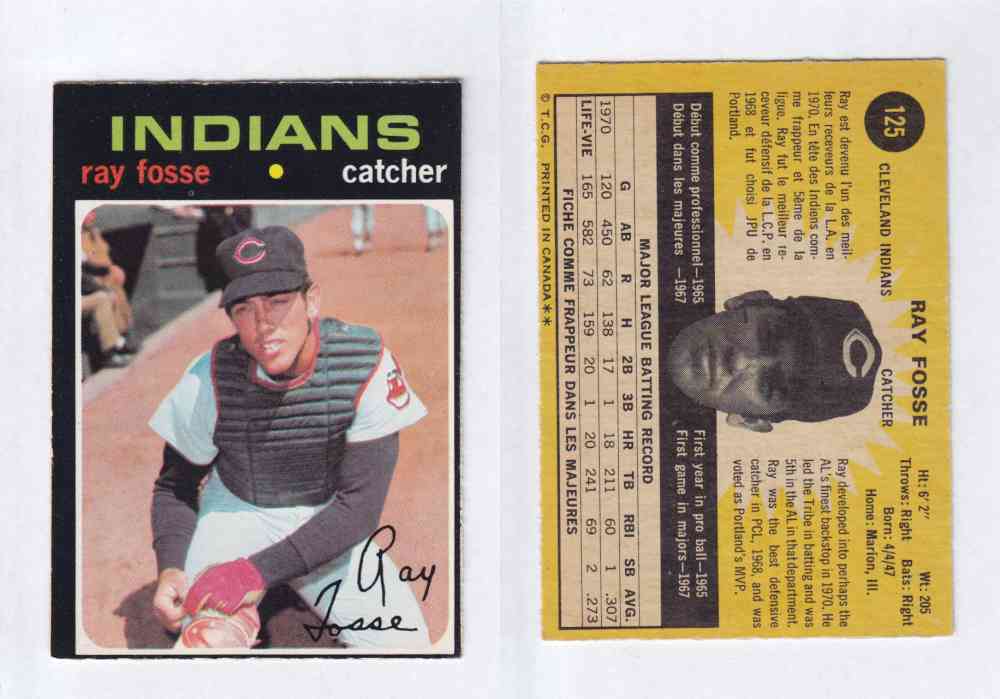 INDIANS
ray fosse • catcher
C
Ray
Fosse
125
CLEVELAND INDIANS
RAY FOSSE
CATCHER
Ht: 6'2" Wt: 205
Throws: Right Bats: Right
Born: 4/4/47
Home: Marion, Ill.
Ray est devenu l'un des meil-
leurs receveurs de la L.A. en
1970. En tête des Indiens com-
me frappeur et 5ème de la
ligue. Ray fut le meilleur re-
ceveur défensif de la L.C.P. en
1968 et fut choisi JPU de
Portland.
C
Ray developed into perhaps the
AL's finest backstop in 1970. He
led the Tribe in batting and was
5th in the AL in that department.
Ray was the best defensive
catcher in PCL, 1968, and was
voted as Portland's MVP.
Début comme professionnel—1965 First year in pro ball—1965
Début dans les majeures —1967 First game in majors—1967
MAJOR LEAGUE BATTING RECORD
G AB R H 2B 3B HR TB RBI SB AVG.
1970 120 450 62 138 17 1 18 211 60 1 .307
LIFE-VIE 165 582 73 159 20 1 20 241 69 2 .273
FICHE COMME FRAPPEUR DANS LES MAJEURES
© T.C.G. PRINTED IN CANADA**